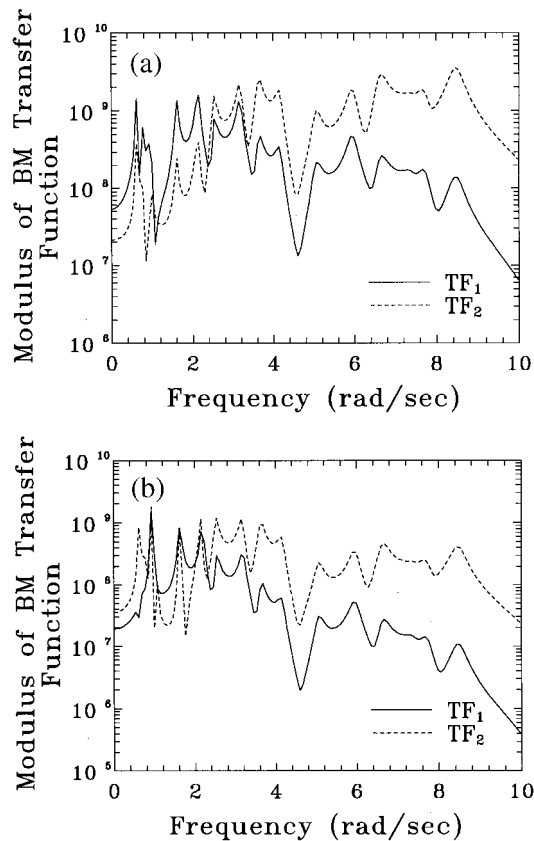 (a)
Modulus of BM Transfer
Function
10 10
10 9
10 8
10 7
10 6
TF1
TF2
0 2 4 6 8 10
Frequency (rad/sec)
(b)
Modulus of BM Transfer
Function
10 10
10 9
10 8
10 7
10 6
10 5
TF1
TF2
0 2 4 6 8 10
Frequency (rad/sec)